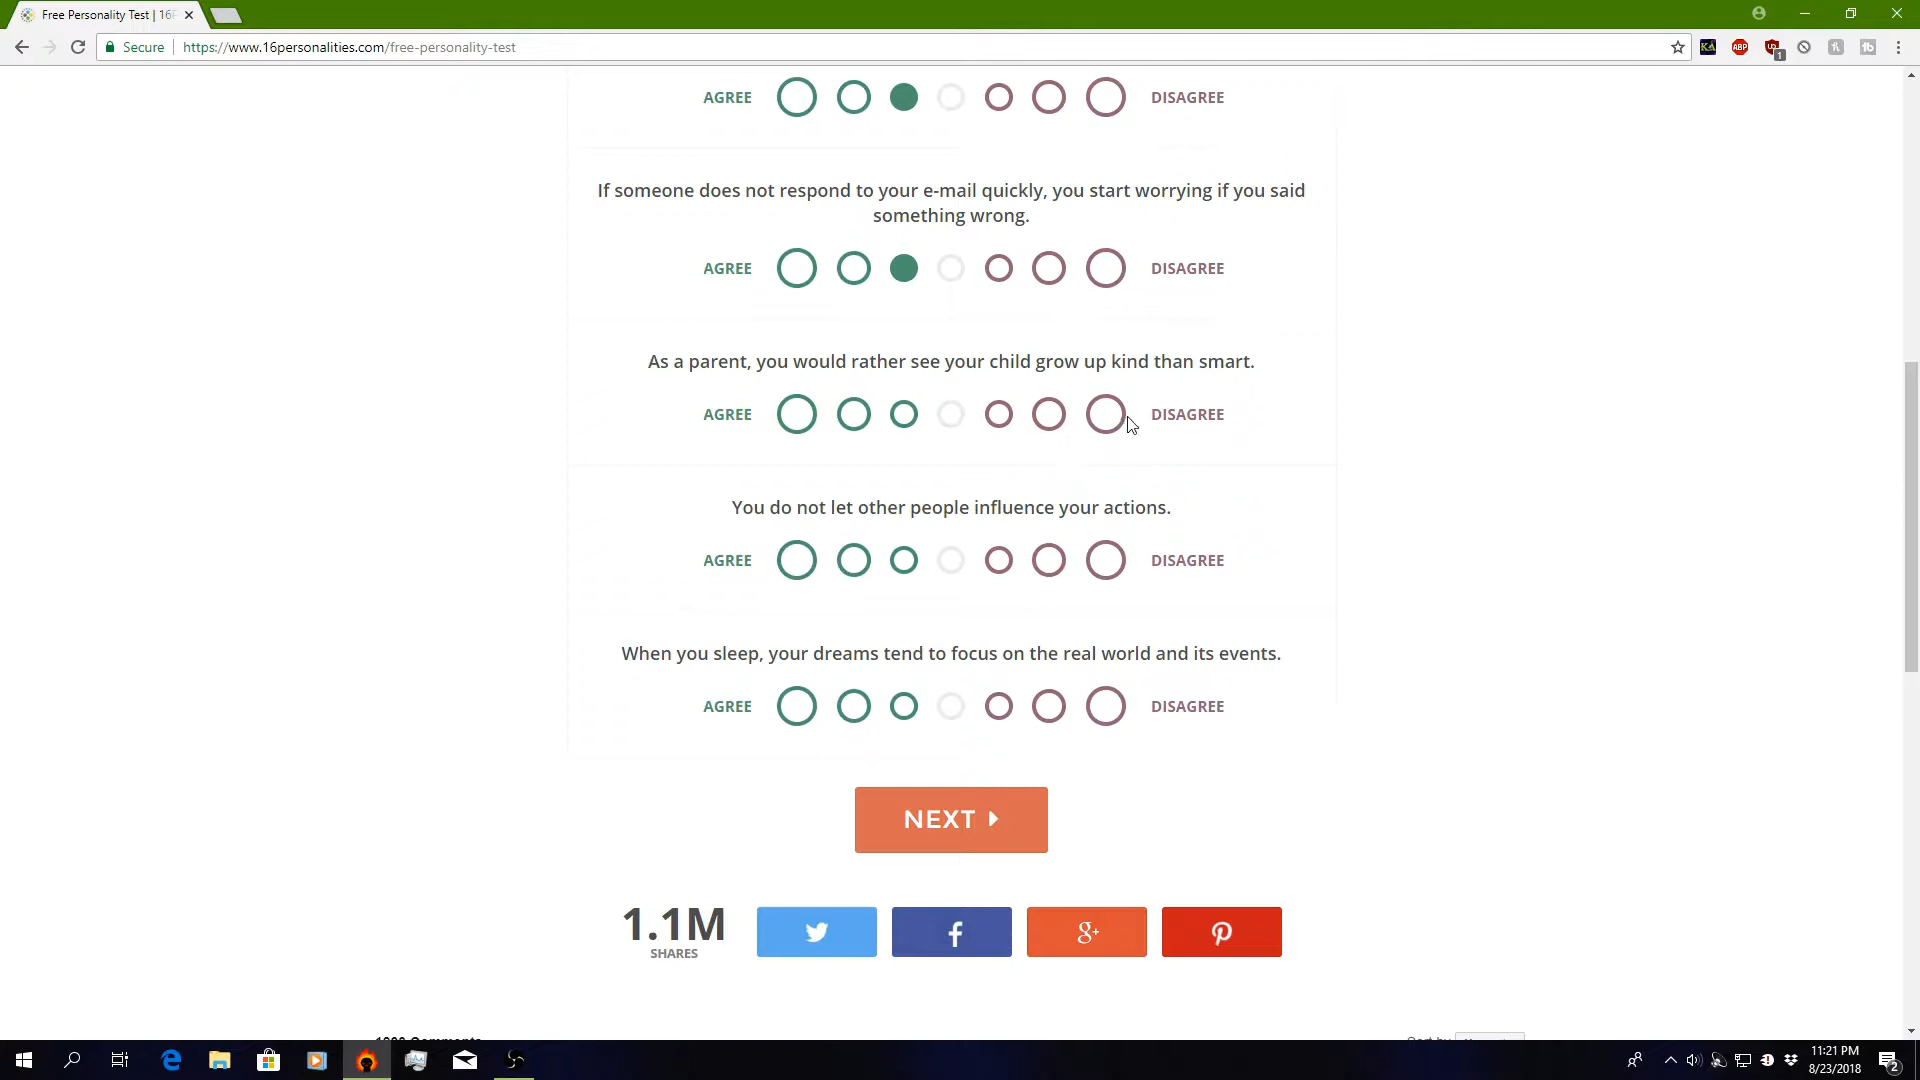 Free Personality Test | 16P
Secure
https://www.16personalities.com/free-personality-test
ABP
1
AGREE DISAGREE
If someone does not respond to your e-mail quickly, you start worrying if you said
something wrong.
AGREE DISAGREE
As a parent, you would rather see your child grow up kind than smart.
AGREE DISAGREE
You do not let other people influence your actions.
AGREE DISAGREE
When you sleep, your dreams tend to focus on the real world and its events.
AGREE DISAGREE
NEXT
1.1M
SHARES
11:21 PM
8/23/2018
2